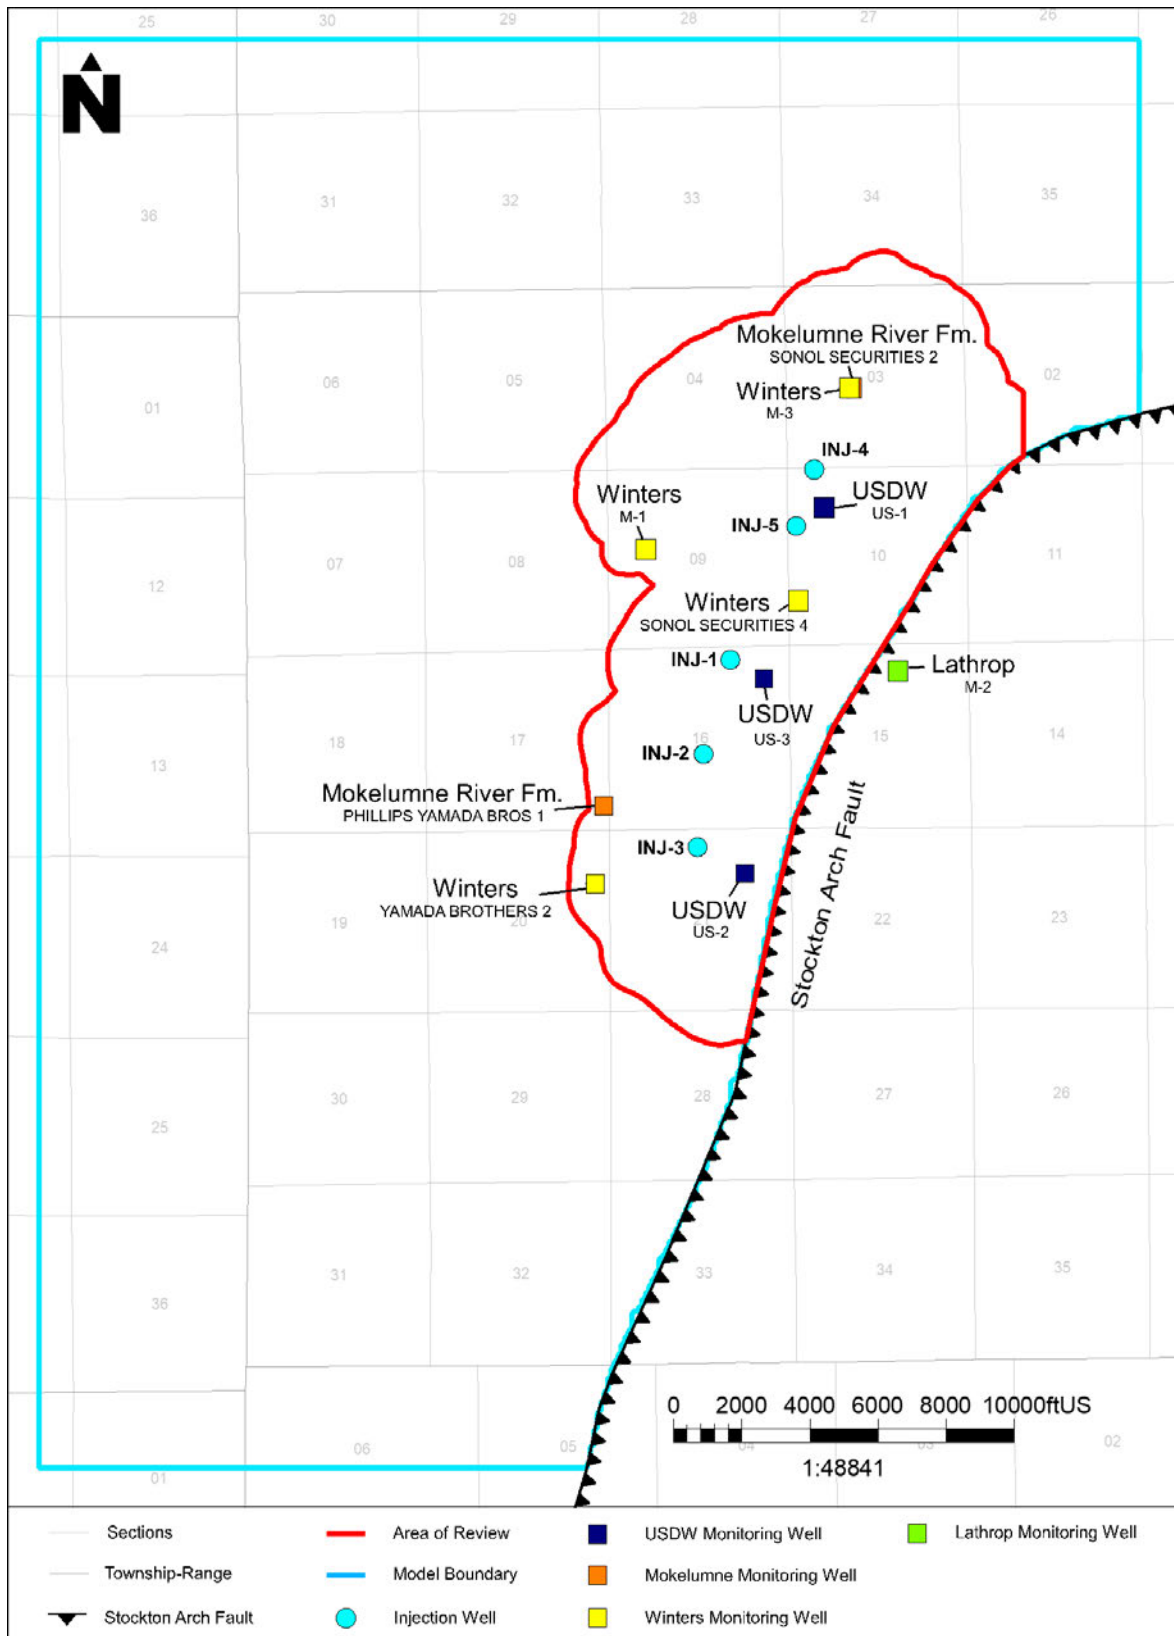 25 30 29 28 27 26
N
36 31 32 33 34 35
Mokelumne River Fm.
SONOL SECURITIES 2
01 06 05 04 03 02
Winters
M-3
INJ-4
Winters
M-1
USDW
US-1
INJ-5
12 07 08 09 10 11
Winters
SONOL SECURITIES 4
INJ-1
Lathrop
M-2
USDW
US-3
13 18 17 16 15 14
INJ-2
Mokelumne River Fm.
PHILLIPS YAMADA BROS 1
INJ-3
Winters
YAMADA BROTHERS 2
USDW
US-2
24 19 20 22 23
Stockton Arch Fault
25 30 29 28 27 26
36 31 32 33 34 35
0 2000 4000 6000 8000 10000ftUS
01 06 05 04 03 02
1:48841
Sections
Area of Review
USDW Monitoring Well
Lathrop Monitoring Well
Township-Range
Model Boundary
Mokelumne Monitoring Well
Stockton Arch Fault
Injection Well
Winters Monitoring Well